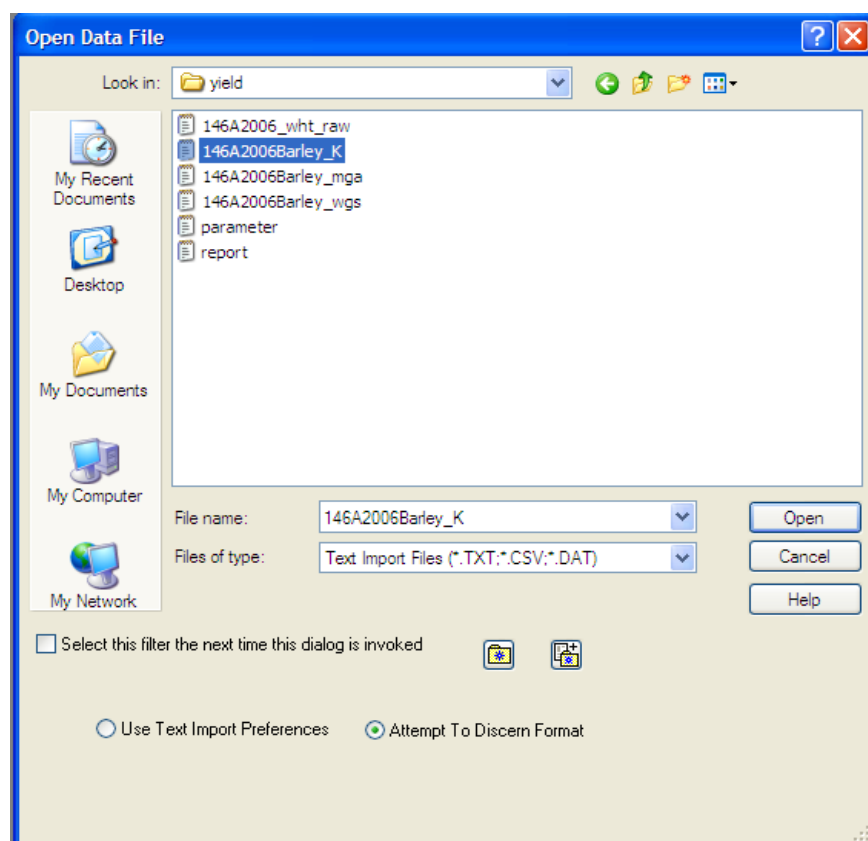 Open Data File
Look in: yield
146A2006_wht_raw
146A2006Barley_K
146A2006Barley_mga
146A2006Barley_wgs
parameter
report
My Recent
Documents
Desktop
My Documents
My Computer
My Network
File name: 146A2006Barley_K Open
Files of type: Text Import Files (*.TXT;*.CSV;*.DAT) Cancel
Help
Select this filter the next time this dialog is invoked
Use Text Import Preferences Attempt To Discern Format